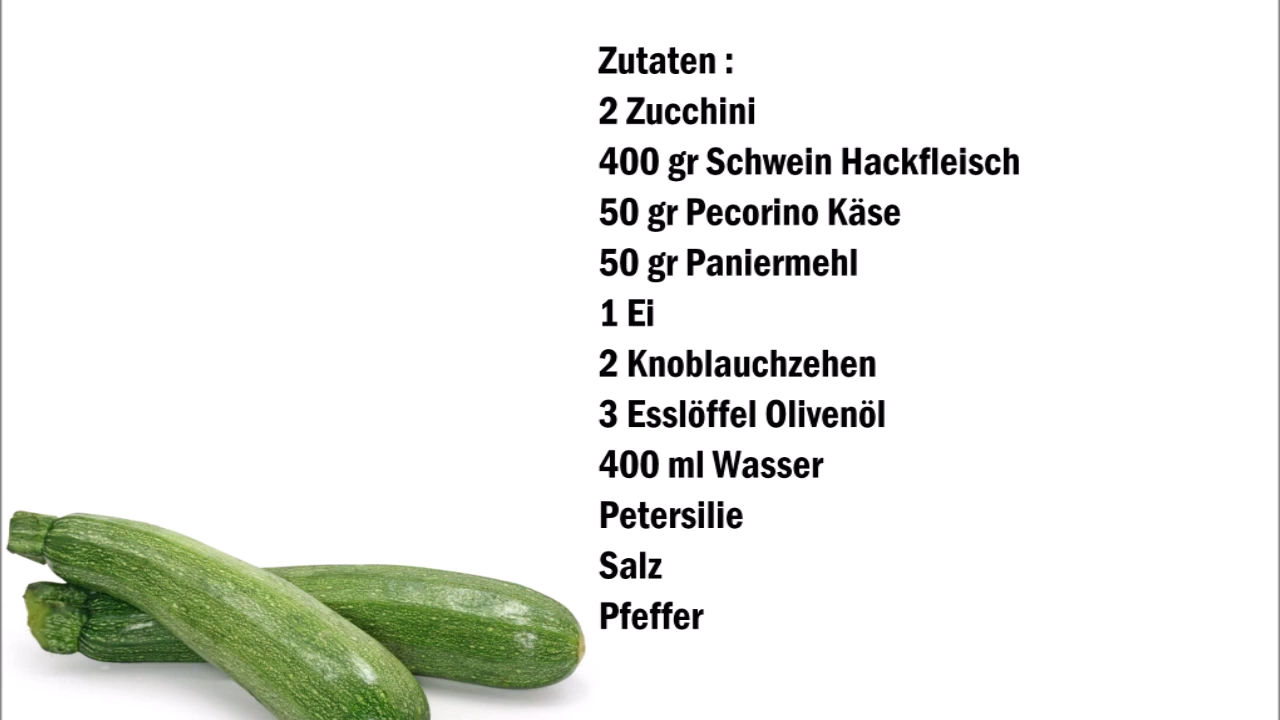 Zutaten :
2 Zucchini
400 gr Schwein Hackfleisch
50 gr Pecorino Käse
50 gr Paniermehl
1 Ei
2 Knoblauchzehen
3 Esslöffel Olivenöl
400 ml Wasser
Petersilie
Salz
Pfeffer